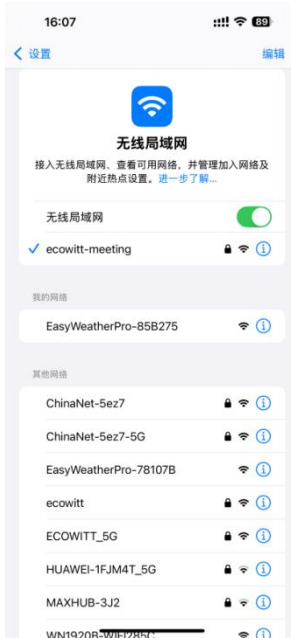 16:07
89
设置
编辑
无线局域网
接入无线局域网、查看可用网络，并管理加入网络及
附近热点设置。进一步了解...
无线局域网
ecowitt-meeting
我的网络
EasyWeatherPro-85B275
其他网络
ChinaNet-5ez7
ChinaNet-5ez7-5G
EasyWeatherPro-78107B
ecowitt
ECOWITT_5G
HUAWEI-1FJM4T_5G
MAXHUB-3J2
WN1920B-WIFI285C